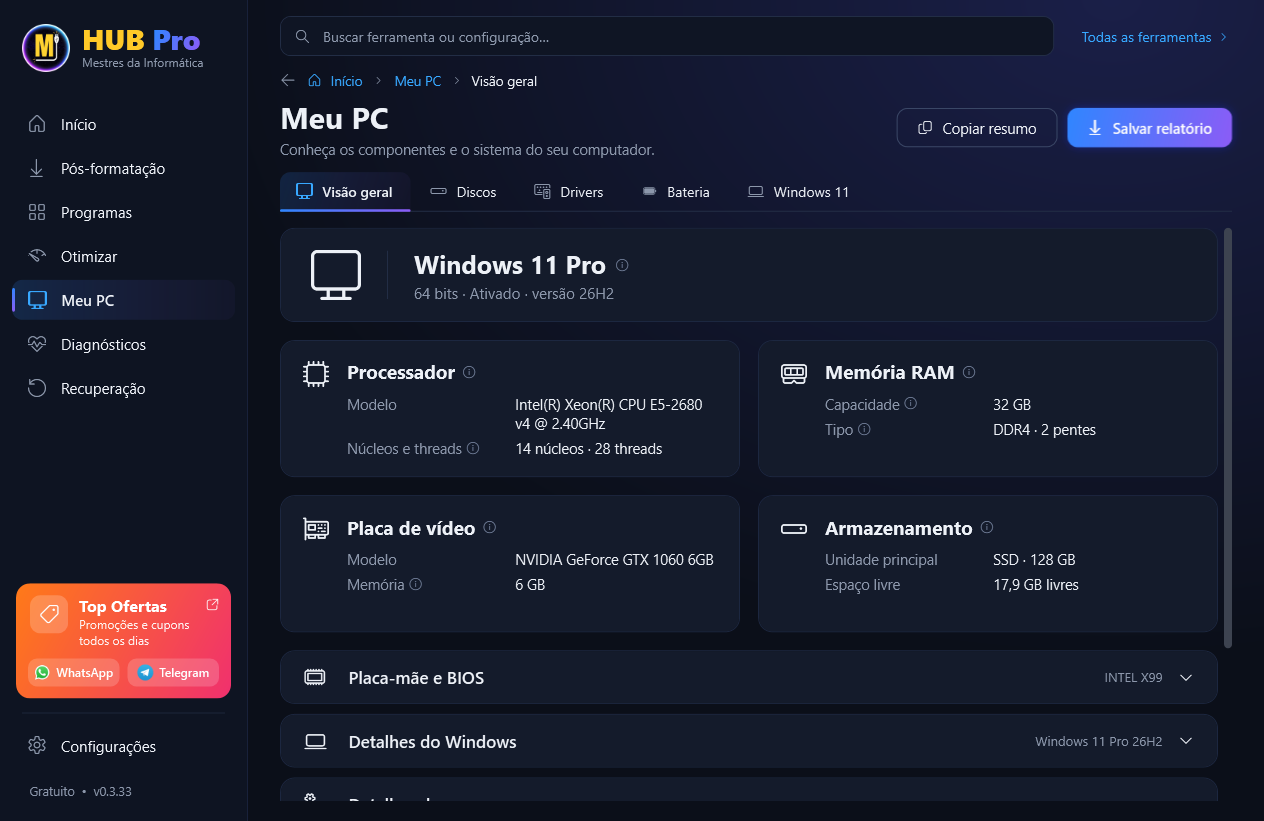 HUB Pro
Mestres da Informática
Início
Pós-formatação
Programas
Otimizar
Meu PC
Diagnósticos
Recuperação
Top Ofertas
Promoções e cupons
todos os dias
WhatsApp
Telegram
Configurações
Gratuito • v0.3.33
Buscar ferramenta ou configuração...
Todas as ferramentas
Início > Meu PC > Visão geral
Meu PC
Conheça os componentes e o sistema do seu computador.
Copiar resumo
Salvar relatório
Visão geral
Discos
Drivers
Bateria
Windows 11
Windows 11 Pro
64 bits · Ativado · versão 26H2
Processador
Modelo
Intel(R) Xeon(R) CPU E5-2680
v4 @ 2.40GHz
Núcleos e threads
14 núcleos · 28 threads
Memória RAM
Capacidade
32 GB
Tipo
DDR4 · 2 pentes
Placa de vídeo
Modelo
NVIDIA GeForce GTX 1060 6GB
Memória
6 GB
Armazenamento
Unidade principal
SSD · 128 GB
Espaço livre
17,9 GB livres
Placa-mãe e BIOS
INTEL X99
Detalhes do Windows
Windows 11 Pro 26H2